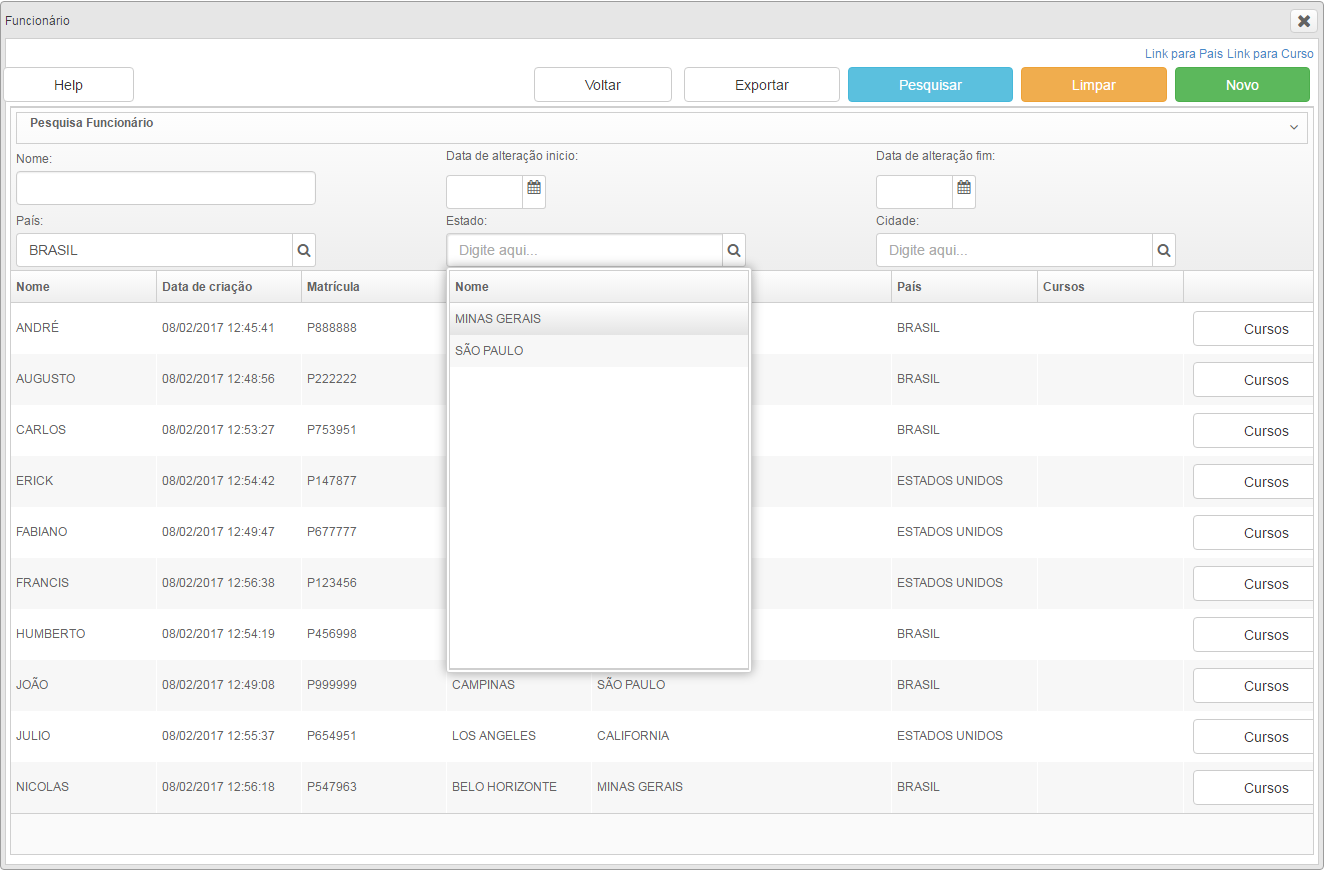 Funcionário
Link para Pais Link para Curso
Help Voltar Exportar Pesquisar Limpar Novo
Pesquisa Funcionário
Nome: Data de alteração inicio: Data de alteração fim:
País: Estado: Cidade:
BRASIL Digite aqui... Digite aqui...
Nome Data de criação Matrícula Nome País Cursos
MINAS GERAIS
ANDRÉ 08/02/2017 12:45:41 P888888 BRASIL Cursos
SÃO PAULO
AUGUSTO 08/02/2017 12:48:56 P222222 BRASIL Cursos
CARLOS 08/02/2017 12:53:27 P753951 BRASIL Cursos
ERICK 08/02/2017 12:54:42 P147877 ESTADOS UNIDOS Cursos
FABIANO 08/02/2017 12:49:47 P677777 ESTADOS UNIDOS Cursos
FRANCIS 08/02/2017 12:56:38 P123456 ESTADOS UNIDOS Cursos
HUMBERTO 08/02/2017 12:54:19 P456998 BRASIL Cursos
JOÃO 08/02/2017 12:49:08 P999999 CAMPINAS SÃO PAULO BRASIL Cursos
JULIO 08/02/2017 12:55:37 P654951 LOS ANGELES CALIFORNIA ESTADOS UNIDOS Cursos
NICOLAS 08/02/2017 12:56:18 P547963 BELO HORIZONTE MINAS GERAIS BRASIL Cursos